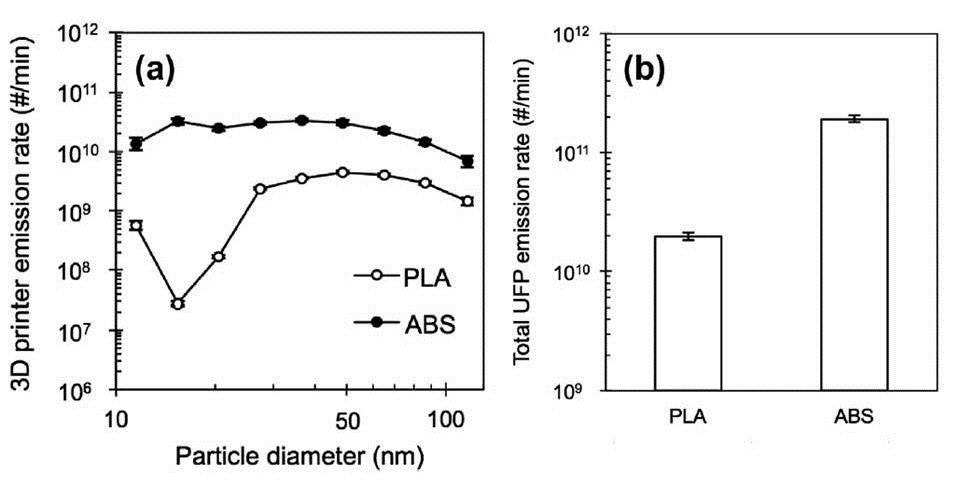 (a)
3D printer emission rate (#/min)
10¹²
10¹¹
10¹⁰
10⁹
10⁸
10⁷
10⁶
PLA
ABS
10 50 100
Particle diameter (nm)
(b)
Total UFP emission rate (#/min)
10¹²
10¹¹
10¹⁰
10⁹
PLA ABS